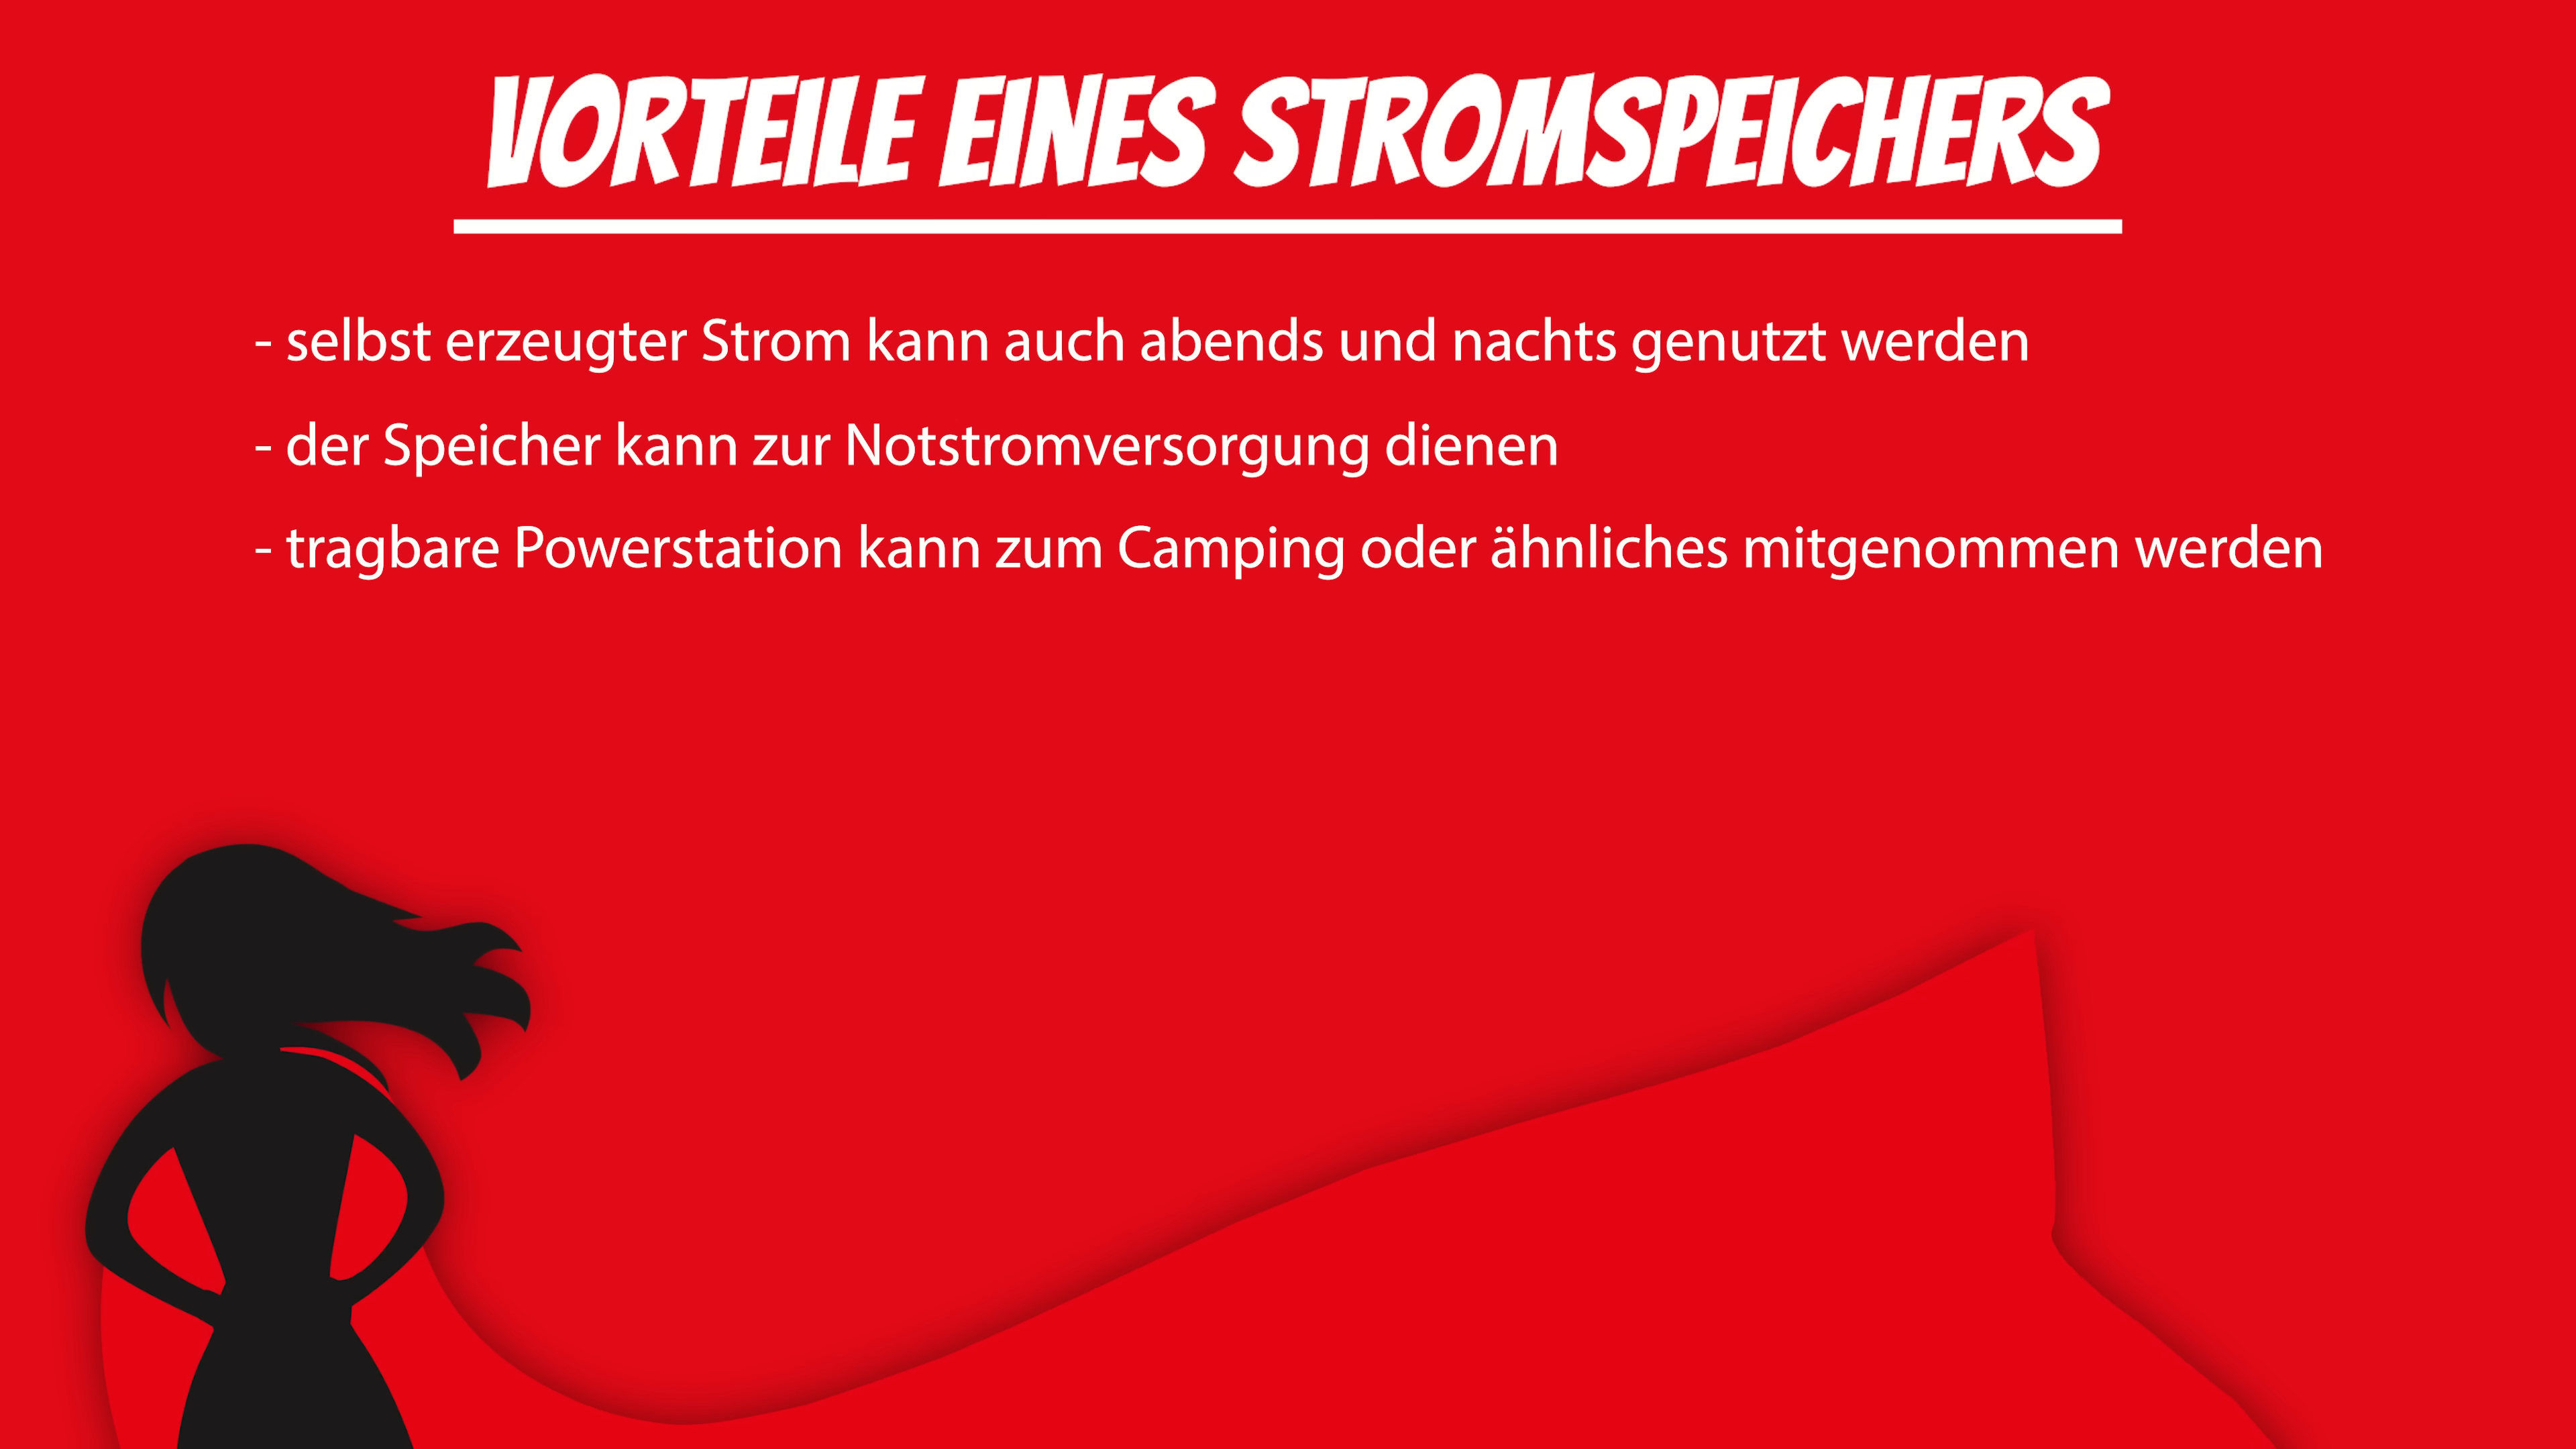 VORTEILE EINES STROMSPEICHERS
- selbst erzeugter Strom kann auch abends und nachts genutzt werden
- der Speicher kann zur Notstromversorgung dienen
- tragbare Powerstation kann zum Camping oder ähnliches mitgenommen werden